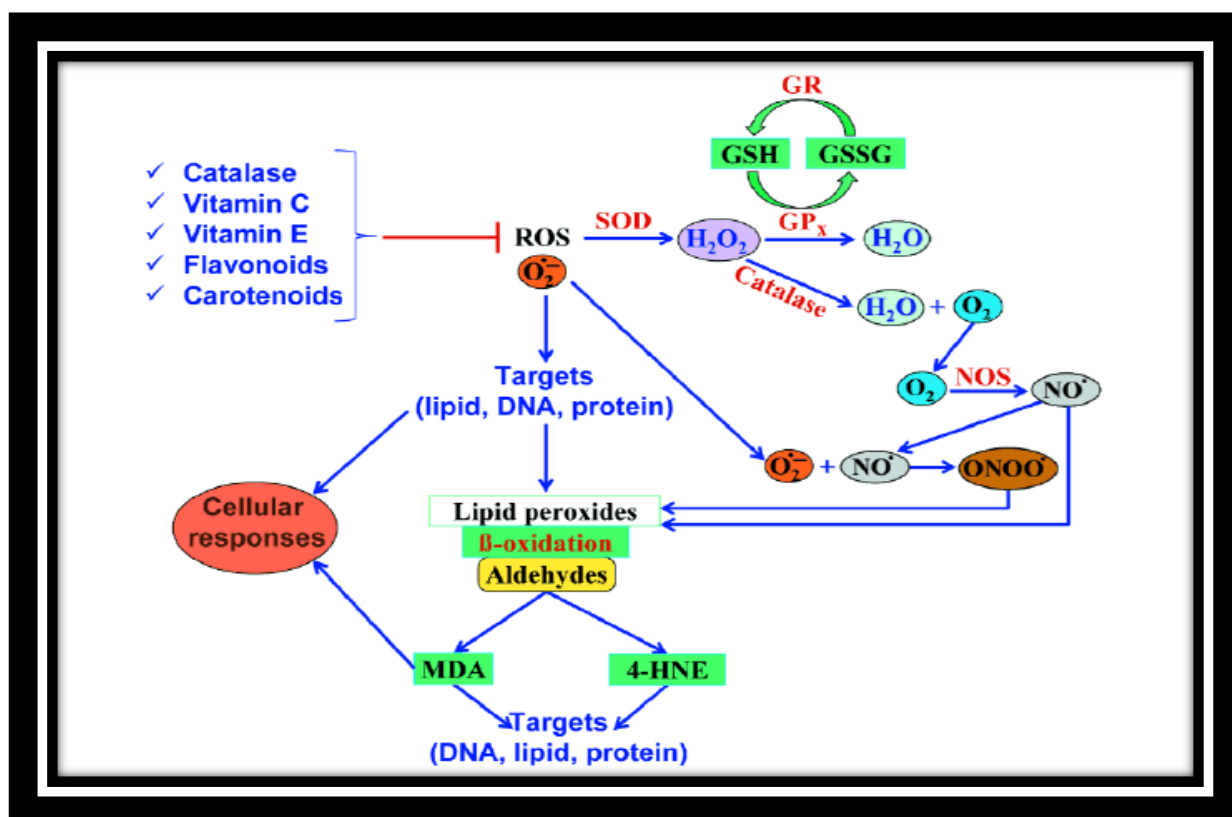 GR
GSH
GSSG
✓ Catalase
✓ Vitamin C
✓ Vitamin E
✓ Flavonoids
✓ Carotenoids
ROS
SOD
H₂O₂
GPₓ
H₂O
O₂•−
Catalase
H₂O + O₂
O₂
NOS
NO•
Targets
(lipid, DNA, protein)
O₂•− + NO•
ONOO•
Cellular
responses
Lipid peroxides
ß-oxidation
Aldehydes
MDA
4-HNE
Targets
(DNA, lipid, protein)